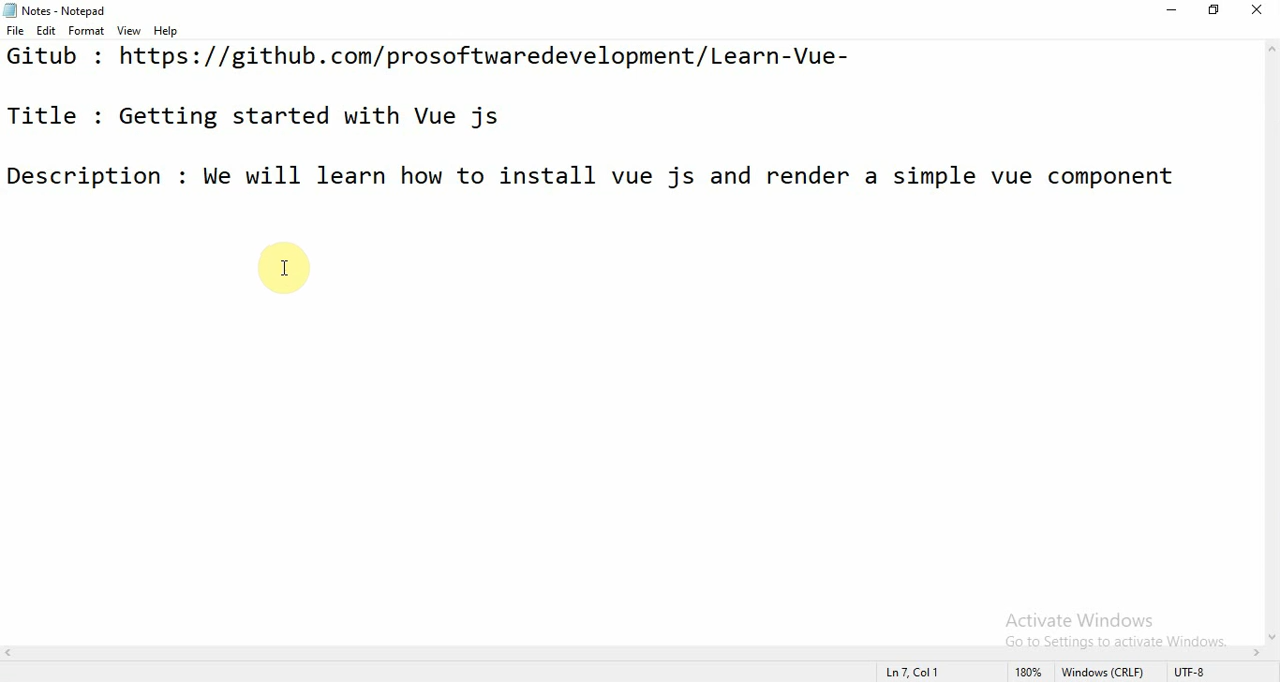 Notes - Notepad
File Edit Format View Help
Gitub : https://github.com/prosoftwaredevelopment/Learn-Vue-
Title : Getting started with Vue js
Description : We will learn how to install vue js and render a simple vue component
Activate Windows
Go to Settings to activate Windows.
Ln 7, Col 1 180% Windows (CRLF) UTF-8